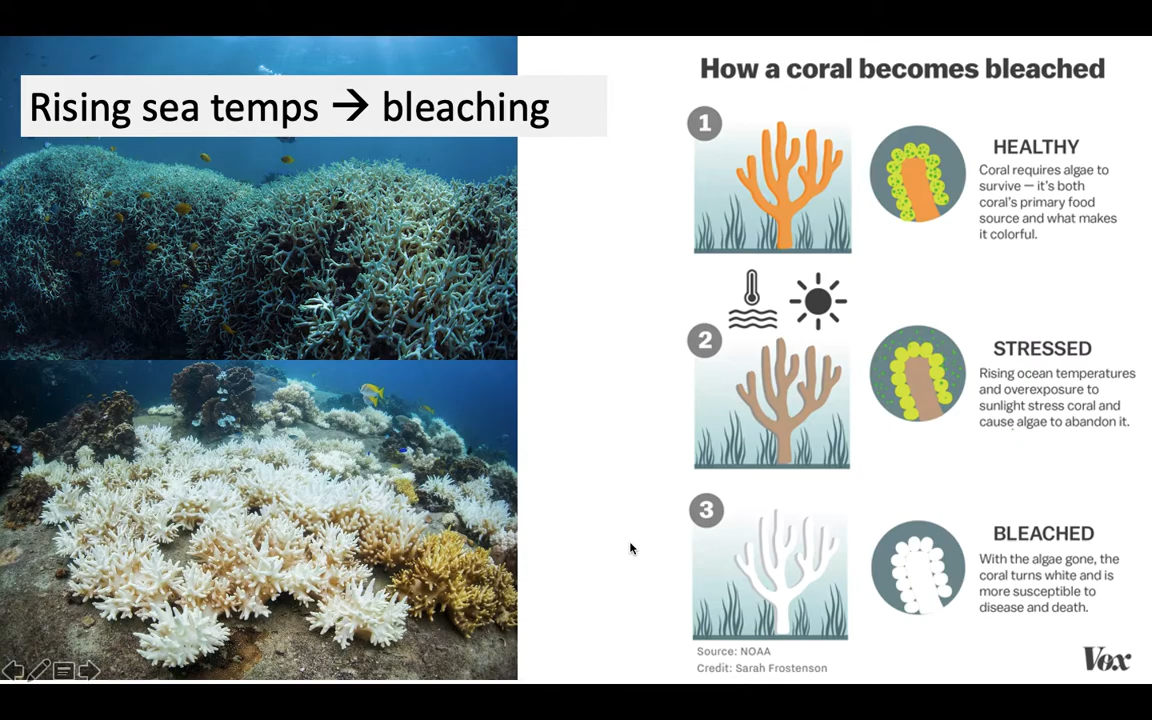 Rising sea temps → bleaching
How a coral becomes bleached
1
HEALTHY
Coral requires algae to
survive — it's both
coral's primary food
source and what makes
it colorful.
2
STRESSED
Rising ocean temperatures
and overexposure to
sunlight stress coral and
cause algae to abandon it.
3
BLEACHED
With the algae gone, the
coral turns white and is
more susceptible to
disease and death.
Source: NOAA
Credit: Sarah Frostenson
Vox